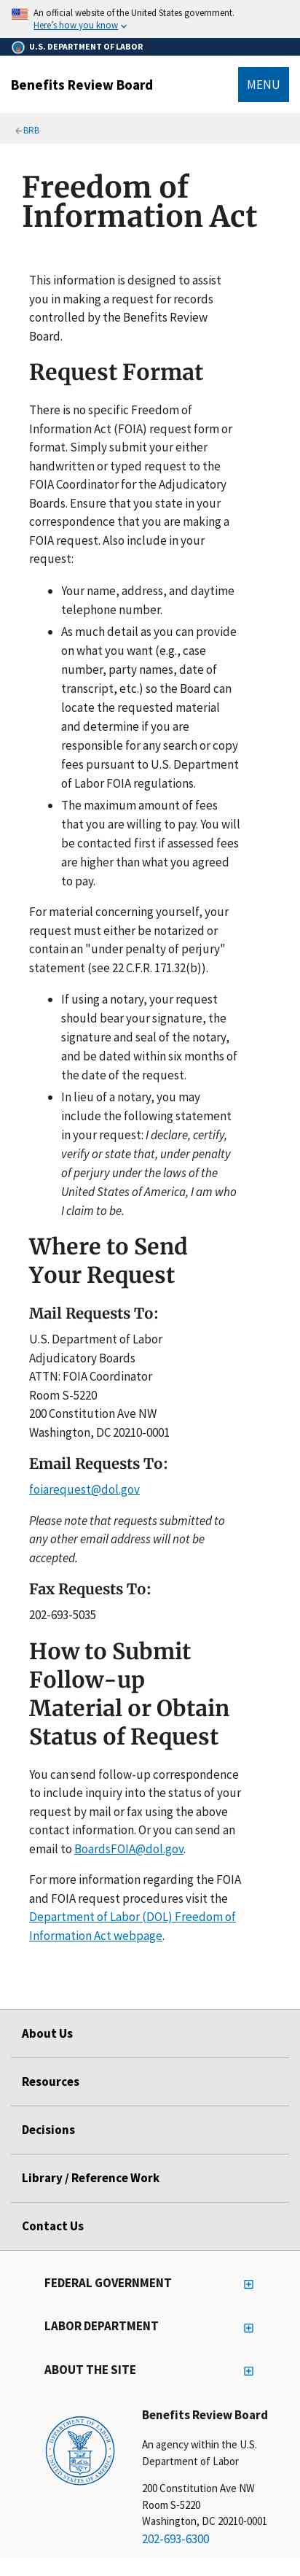 An official website of the United States government.
Here's how you know
U.S. DEPARTMENT OF LABOR
Benefits Review Board
MENU
BRB
Freedom of
Information Act
This information is designed to assist
you in making a request for records
controlled by the Benefits Review
Board.
Request Format
There is no specific Freedom of
Information Act (FOIA) request form or
format. Simply submit your either
handwritten or typed request to the
FOIA Coordinator for the Adjudicatory
Boards. Ensure that you state in your
correspondence that you are making a
FOIA request. Also include in your
request:
Your name, address, and daytime
telephone number.
As much detail as you can provide
on what you want (e.g., case
number, party names, date of
transcript, etc.) so the Board can
locate the requested material
and determine if you are
responsible for any search or copy
fees pursuant to U.S. Department
of Labor FOIA regulations.
The maximum amount of fees
that you are willing to pay. You will
be contacted first if assessed fees
are higher than what you agreed
to pay.
For material concerning yourself, your
request must either be notarized or
contain an "under penalty of perjury"
statement (see 22 C.F.R. 171.32(b)).
If using a notary, your request
should bear your signature, the
signature and seal of the notary,
and be dated within six months of
the date of the request.
In lieu of a notary, you may
include the following statement
in your request: I declare, certify,
verify or state that, under penalty
of perjury under the laws of the
United States of America, I am who
I claim to be.
Where to Send
Your Request
Mail Requests To:
U.S. Department of Labor
Adjudicatory Boards
ATTN: FOIA Coordinator
Room S-5220
200 Constitution Ave NW
Washington, DC 20210-0001
Email Requests To:
foiarequest@dol.gov
Please note that requests submitted to
any other email address will not be
accepted.
Fax Requests To:
202-693-5035
How to Submit
Follow-up
Material or Obtain
Status of Request
You can send follow-up correspondence
to include inquiry into the status of your
request by mail or fax using the above
contact information. Or you can send an
email to BoardsFOIA@dol.gov.
For more information regarding the FOIA
and FOIA request procedures visit the
Department of Labor (DOL) Freedom of
Information Act webpage.
About Us
Resources
Decisions
Library / Reference Work
Contact Us
FEDERAL GOVERNMENT
LABOR DEPARTMENT
ABOUT THE SITE
DEPARTMENT OF LABOR
UNITED STATES OF AMERICA
Benefits Review Board
An agency within the U.S.
Department of Labor
200 Constitution Ave NW
Room S-5220
Washington, DC 20210-0001
202-693-6300